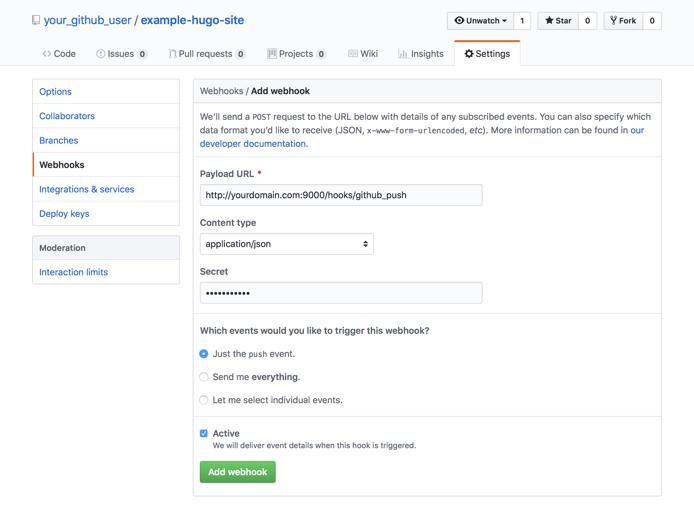 your_github_user / example-hugo-site
Unwatch 1 Star 0 Fork 0
Code Issues 0 Pull requests 0 Projects 0 Wiki Insights Settings
Options
Collaborators
Branches
Webhooks
Integrations & services
Deploy keys
Moderation
Interaction limits
Webhooks / Add webhook
We'll send a POST request to the URL below with details of any subscribed events. You can also specify which
data format you'd like to receive (JSON, x-www-form-urlencoded, etc). More information can be found in our
developer documentation.
Payload URL *
http://yourdomain.com:9000/hooks/github_push
Content type
application/json
Secret
•••••••••••
Which events would you like to trigger this webhook?
Just the push event.
Send me everything.
Let me select individual events.
Active
We will deliver event details when this hook is triggered.
Add webhook